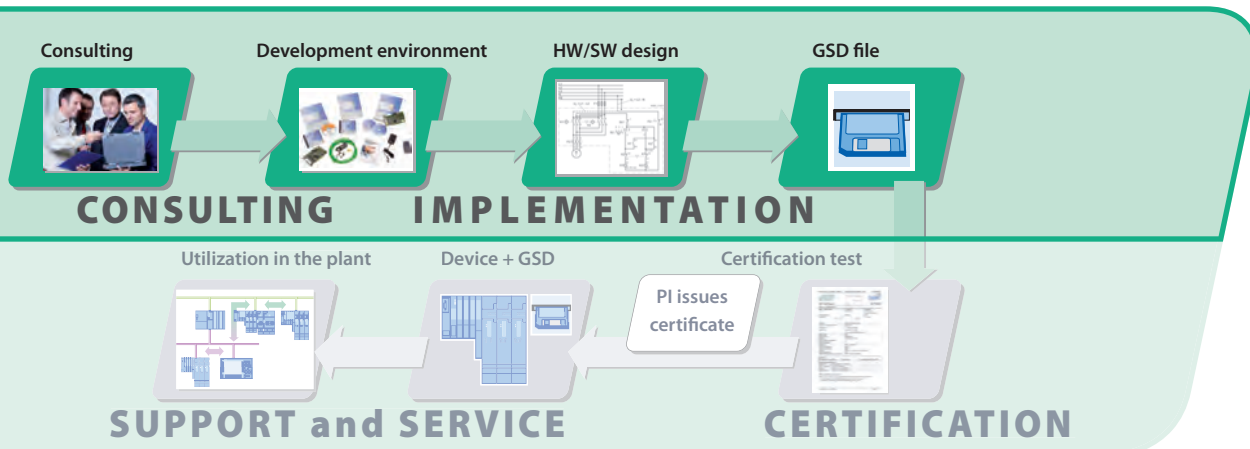 Consulting
Development environment
HW/SW design
GSD file
CONSULTING
IMPLEMENTATION
Utilization in the plant
Device + GSD
Certification test
PI issues
certificate
SUPPORT and SERVICE
CERTIFICATION